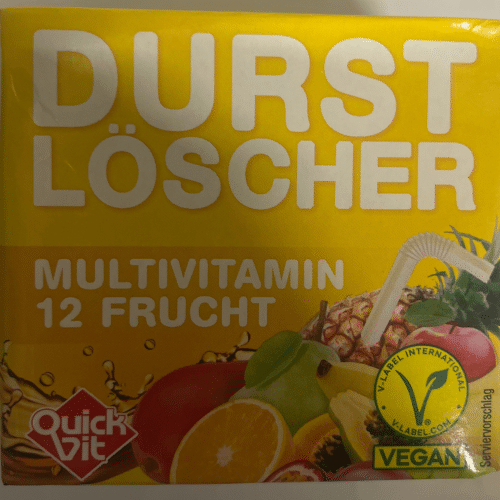 DURST
LÖSCHER
MULTIVITAMIN
12 FRUCHT
Quick
Vit
V-LABEL INTERNATIONAL
V-LABEL.COM
VEGAN
Serviervorschlag